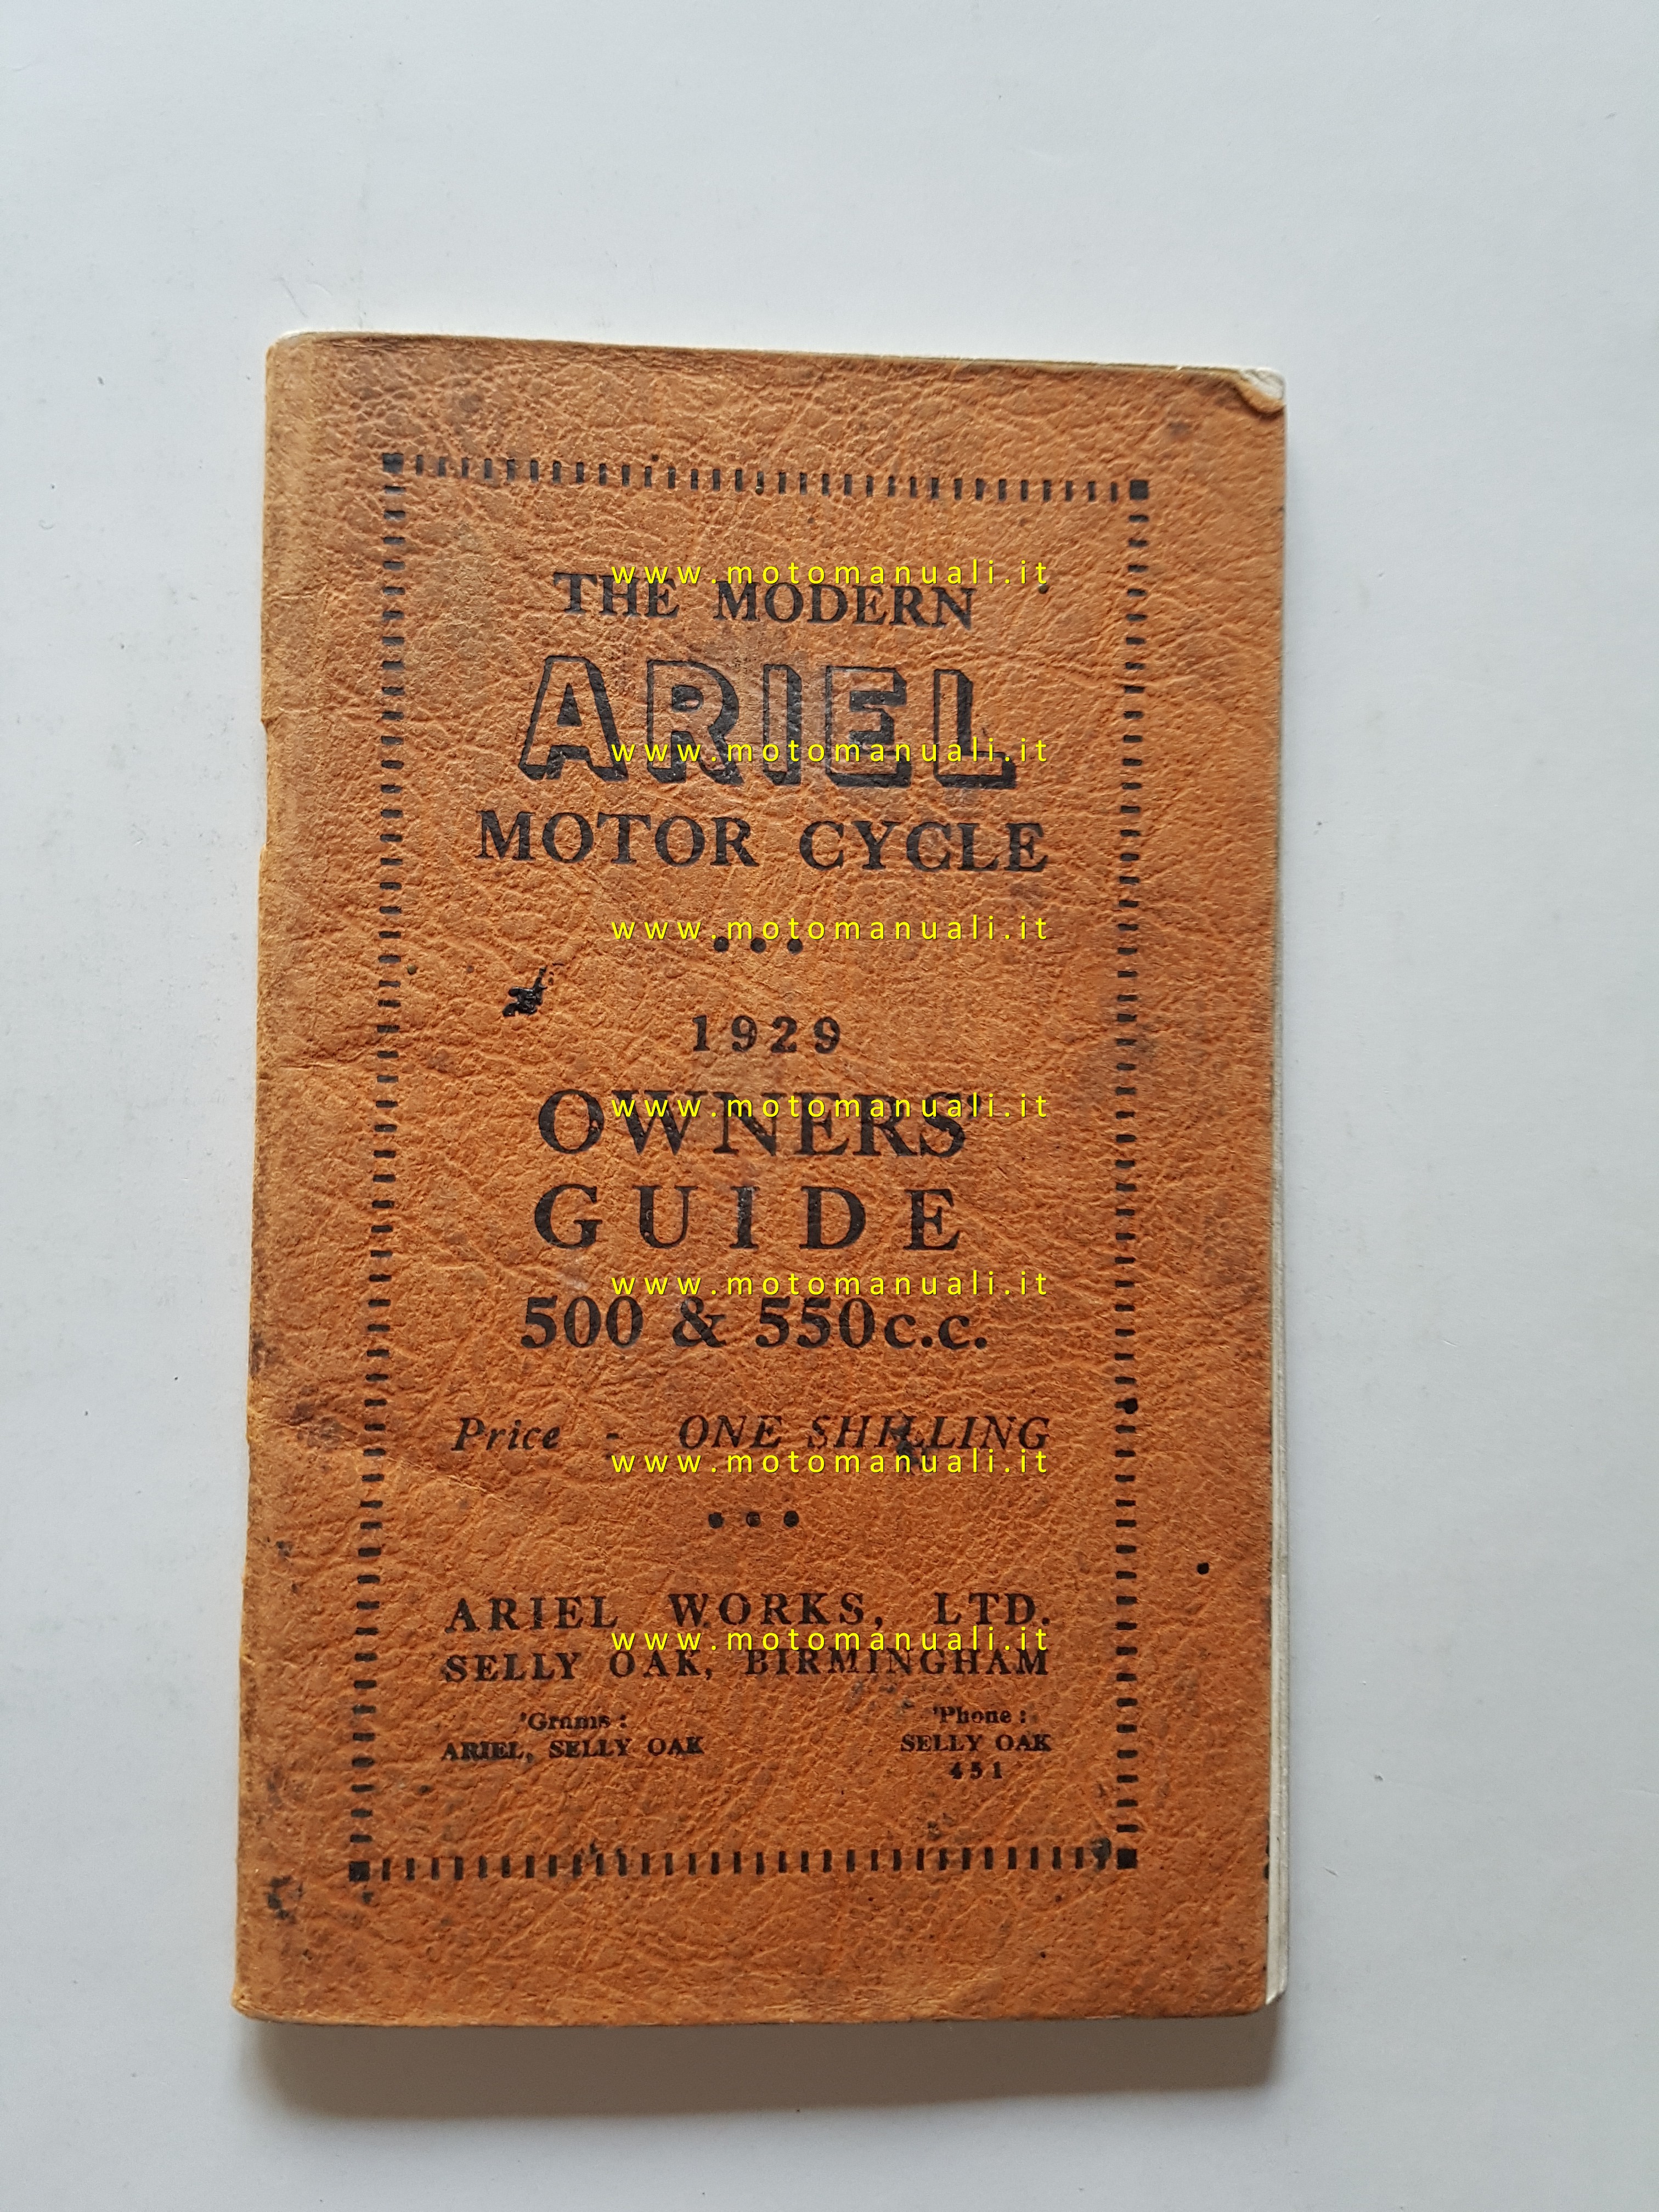 www.motomanuali.it
THE MODERN
ARIEL
www.motomanuali.it
MOTOR CYCLE
www.motomanuali.it
1929
OWNERS'
www.motomanuali.it
GUIDE
www.motomanuali.it
500 & 550c.c.
Price - ONE SHILLING
www.motomanuali.it
ARIEL WORKS, LTD.
www.motomanuali.it
SELLY OAK, BIRMINGHAM
'Grams:
ARIEL, SELLY OAK
'Phone:
SELLY OAK
451